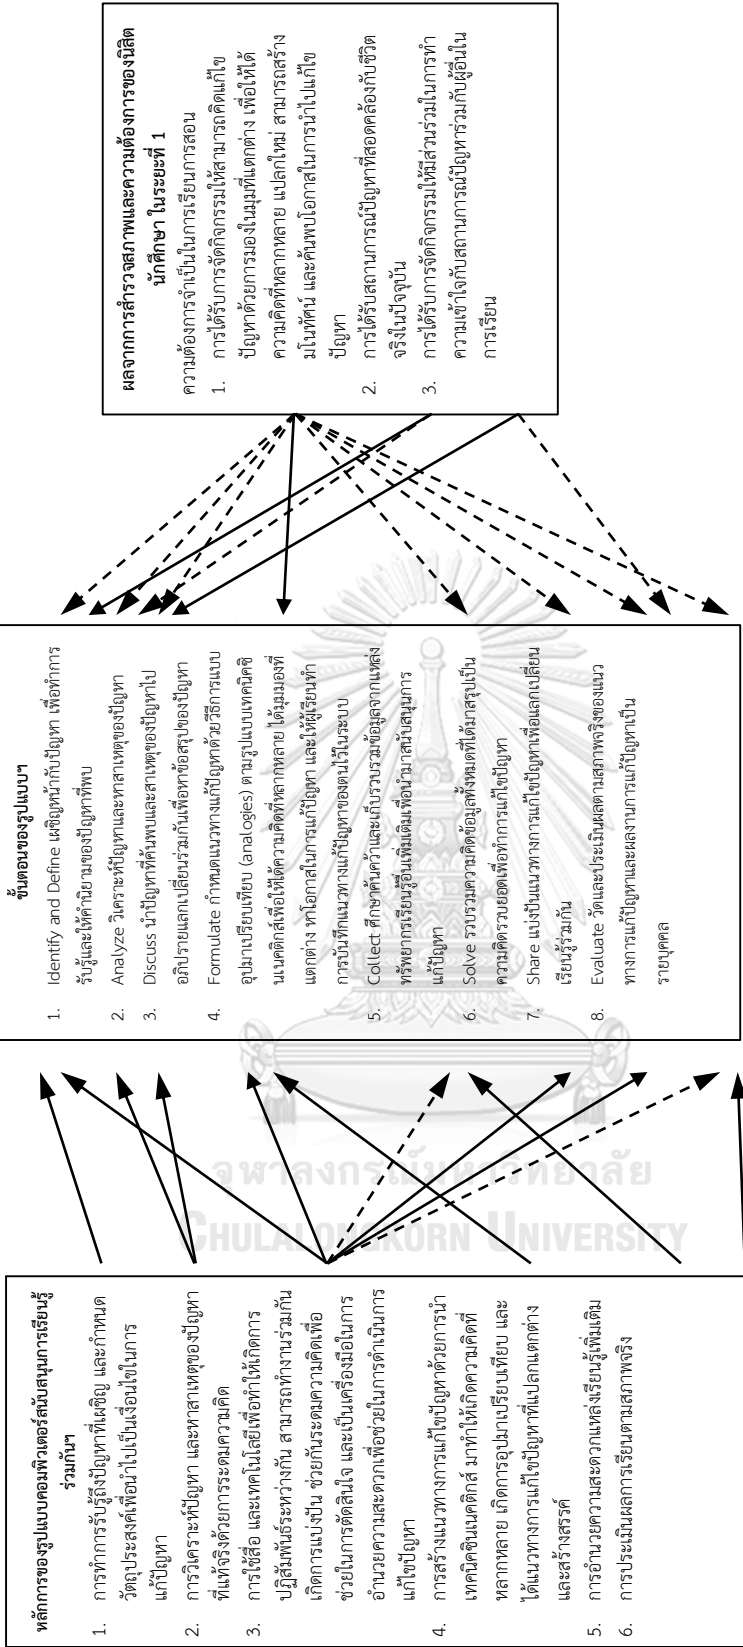 หลักการของรูปแบบคอมพิวเตอร์สนับสนุนการเรียนรู้
ร่วมกันฯ
1. การทำการรับรู้ถึงปัญหาที่เผชิญ และกำหนด
วัตถุประสงค์เพื่อนำไปเป็นเงื่อนไขในการ
แก้ปัญหา
2. การวิเคราะห์ปัญหา และหาสาเหตุของปัญหา
ที่แท้จริงด้วยการระดมความคิด
3. การใช้สื่อ และเทคโนโลยีเพื่อทำให้เกิดการ
ปฏิสัมพันธ์ระหว่างกัน สามารถทำงานร่วมกัน
เกิดการแบ่งปัน ช่วยกันระดมความคิดเพื่อ
ช่วยในการตัดสินใจ และเป็นเครื่องมือในการ
อำนวยความสะดวกเพื่อช่วยในการดำเนินการ
แก้ไขปัญหา
4. การสร้างแนวทางการแก้ไขปัญหาด้วยการนำ
เทคนิคซินเนคติกส์ มาทำให้เกิดความคิดที่
หลากหลาย เกิดการอุปมาเปรียบเทียบ และ
ได้แนวทางการแก้ไขปัญหาที่แปลกแตกต่าง
และสร้างสรรค์
5. การอำนวยความสะดวกแหล่งเรียนรู้เพิ่มเติม
6. การประเมินผลการเรียนตามสภาพจริง
ขั้นตอนของรูปแบบฯ
1. Identify and Define เผชิญหน้ากับปัญหา เพื่อทำการ
รับรู้และให้คำนิยามของปัญหาที่พบ
2. Analyze วิเคราะห์ปัญหาและหาสาเหตุของปัญหา
3. Discuss นำปัญหาที่ค้นพบและสาเหตุของปัญหาไป
อภิปรายแลกเปลี่ยนร่วมกันเพื่อหาข้อสรุปของปัญหา
4. Formulate กำหนดแนวทางแก้ปัญหาด้วยวิธีการแบบ
อุปมาเปรียบเทียบ (analogies) ตามรูปแบบเทคนิคซิ
นเนคติกส์เพื่อให้ได้ความคิดที่หลากหลาย ได้มุมมองที่
แตกต่าง หาโอกาสในการแก้ปัญหา และให้ผู้เรียนทำ
การบันทึกแนวทางแก้ปัญหาของตนไว้ในระบบ
5. Collect ศึกษาค้นคว้าและเก็บรวบรวมข้อมูลจากแหล่ง
ทรัพยากรเรียนรู้อื่นเพิ่มเติมเพื่อนำมาสนับสนุนการ
แก้ปัญหา
6. Solve รวบรวมความคิดข้อมูลทั้งหมดที่ได้มาสรุปเป็น
ความคิดรวบยอดเพื่อทำการแก้ไขปัญหา
7. Share แบ่งปันแนวทางการแก้ไขปัญหาเพื่อแลกเปลี่ยน
เรียนรู้ร่วมกัน
8. Evaluate วัดและประเมินผลตามสภาพจริงของแนว
ทางการแก้ปัญหาและผลงานการแก้ปัญหาเป็น
รายบุคคล
ผลจากการสำรวจสภาพและความต้องการของนิสิต
นักศึกษา ในระยะที่ 1
ความต้องการจำเป็นในการเรียนการสอน
1. การได้รับการจัดกิจกรรมให้สามารถคิดแก้ไข
ปัญหาด้วยการมองในมุมที่แตกต่าง เพื่อให้ได้
ความคิดที่หลากหลาย แปลกใหม่ สามารถสร้าง
มโนทัศน์ และค้นพบโอกาสในการนำไปแก้ไข
ปัญหา
2. การได้รับสถานการณ์ปัญหาที่สอดคล้องกับชีวิต
จริงในปัจจุบัน
3. การได้รับการจัดกิจกรรมให้มีส่วนร่วมในการทำ
ความเข้าใจกับสถานการณ์ปัญหาร่วมกับผู้อื่นใน
การเรียน
จุฬาลงกรณ์มหาวิทยาลัย
CHULALONGKORN UNIVERSITY